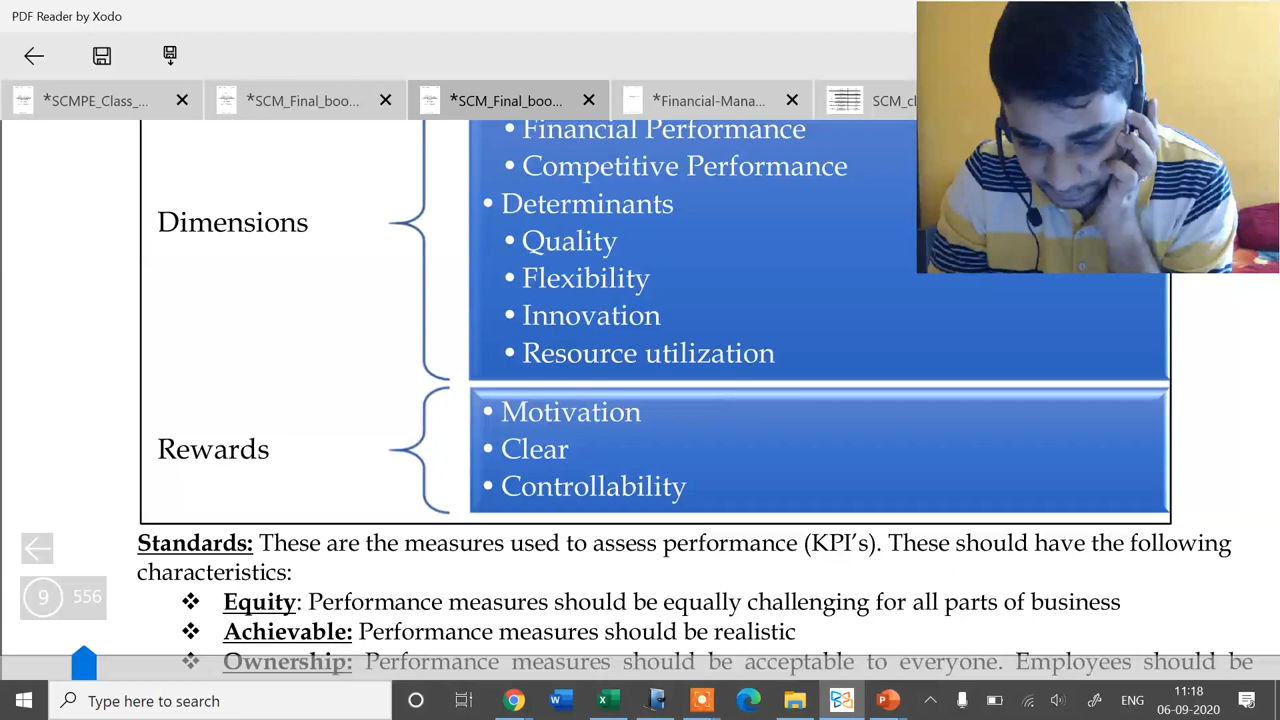 PDF Reader by Xodo
*SCMPE_Class_...
*SCM_Final_boo...
*SCM_Final_boo...
*Financial-Mana...
SCM_cl
• Financial Performance
• Competitive Performance
Dimensions
• Determinants
• Quality
• Flexibility
• Innovation
• Resource utilization
Rewards
• Motivation
• Clear
• Controllability
Standards: These are the measures used to assess performance (KPI's). These should have the following
characteristics:
❖ Equity: Performance measures should be equally challenging for all parts of business
❖ Achievable: Performance measures should be realistic
❖ Ownership: Performance measures should be acceptable to everyone. Employees should be
9 556
Type here to search
ENG
11:18
06-09-2020